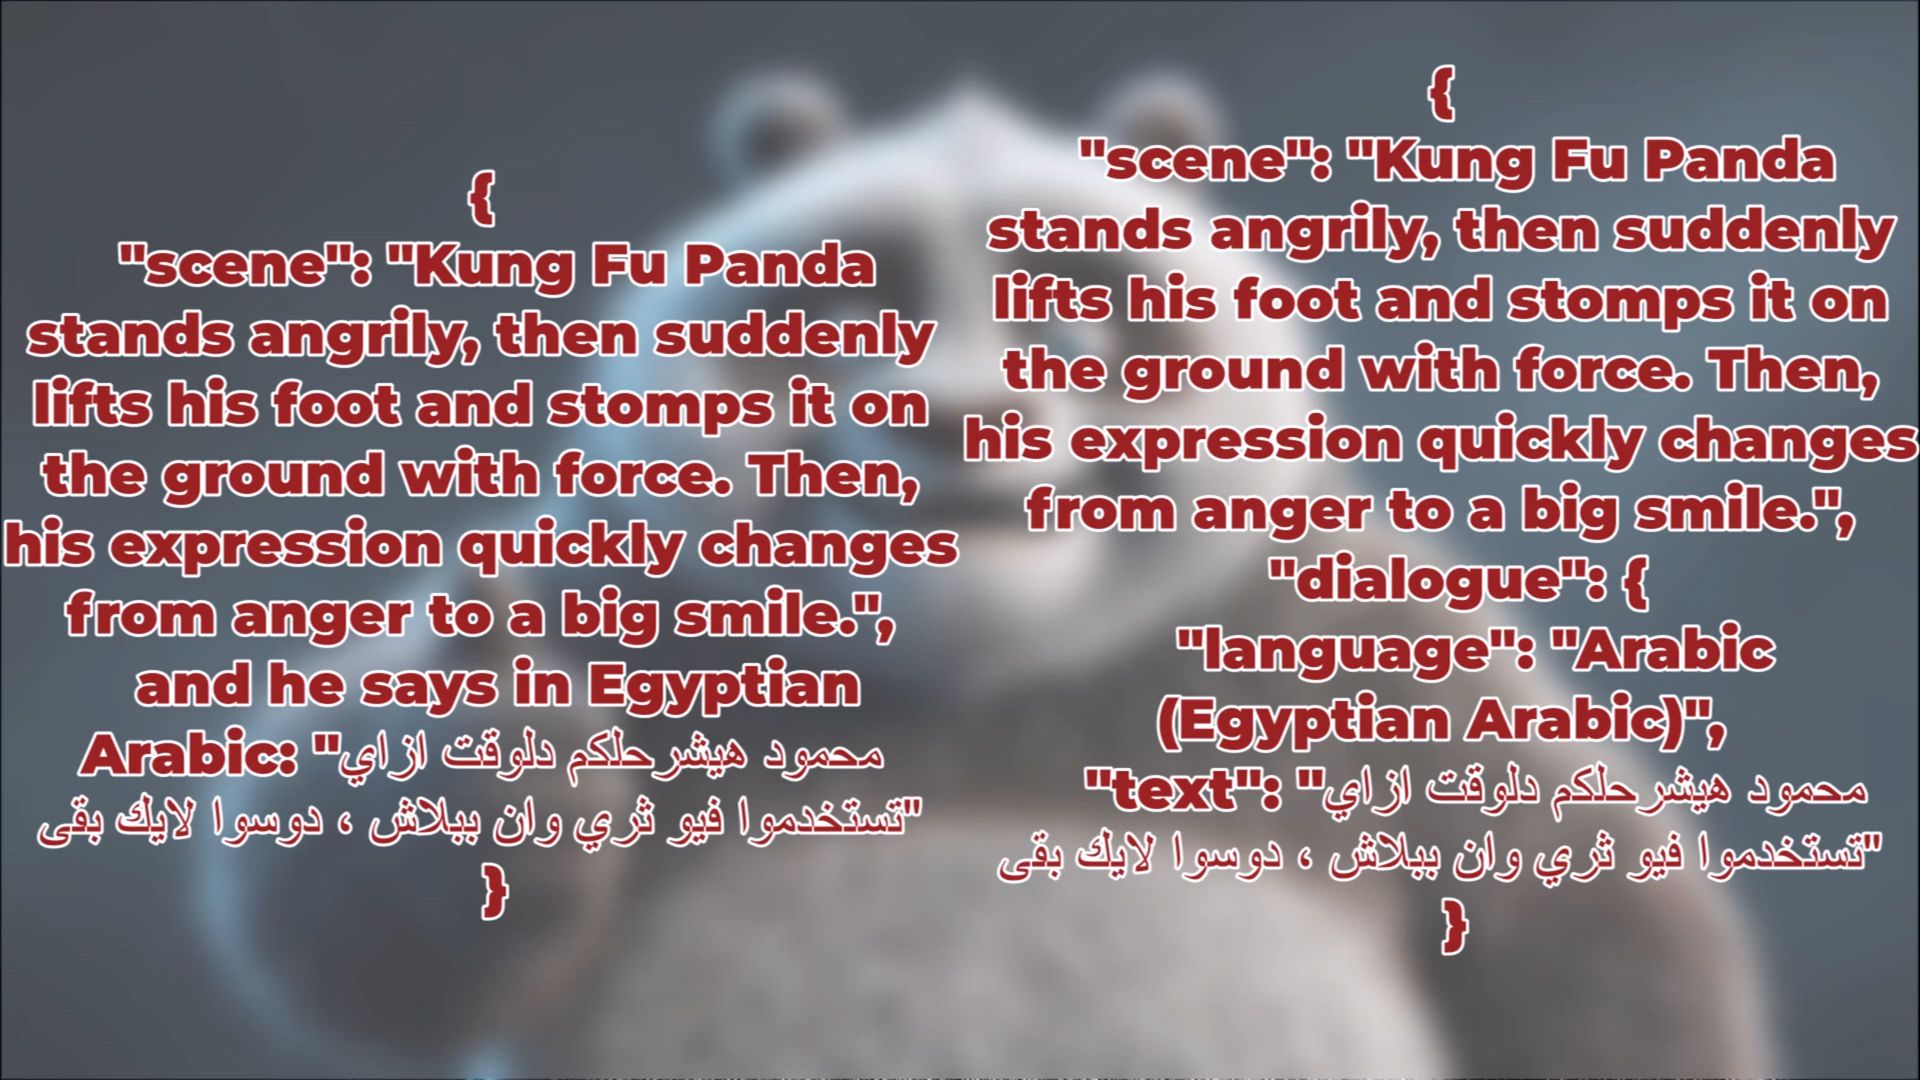 {
"scene": "Kung Fu Panda
stands angrily, then suddenly
lifts his foot and stomps it on
the ground with force. Then,
his expression quickly changes
from anger to a big smile.",
and he says in Egyptian
Arabic: "محمود هيشرحلكم دلوقت ازاي
تستخدموا فيو ثري وان ببلاش ، دوسوا لايك بقى"
}
{
"scene": "Kung Fu Panda
stands angrily, then suddenly
lifts his foot and stomps it on
the ground with force. Then,
his expression quickly changes
from anger to a big smile.",
"dialogue": {
"language": "Arabic
(Egyptian Arabic)",
"text": "محمود هيشرحلكم دلوقت ازاي
تستخدموا فيو ثري وان ببلاش ، دوسوا لايك بقى"
}